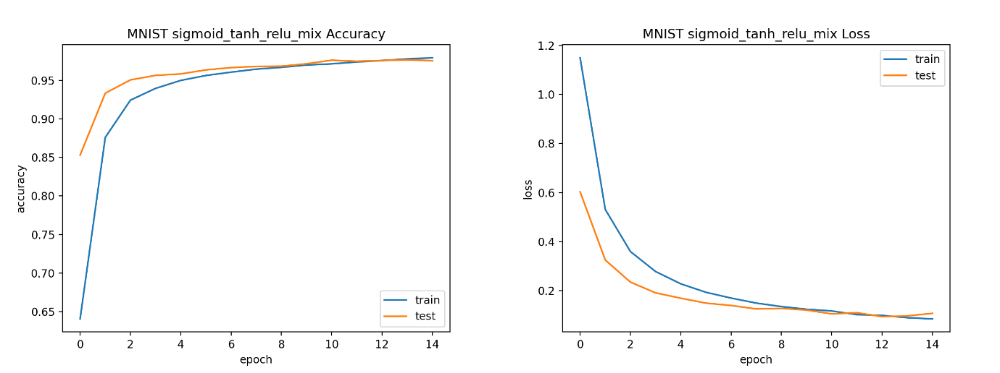 MNIST sigmoid_tanh_relu_mix Accuracy
accuracy
0.95
0.90
0.85
0.80
0.75
0.70
0.65
train
test
0 2 4 6 8 10 12 14
epoch
MNIST sigmoid_tanh_relu_mix Loss
loss
1.2
1.0
0.8
0.6
0.4
0.2
train
test
0 2 4 6 8 10 12 14
epoch